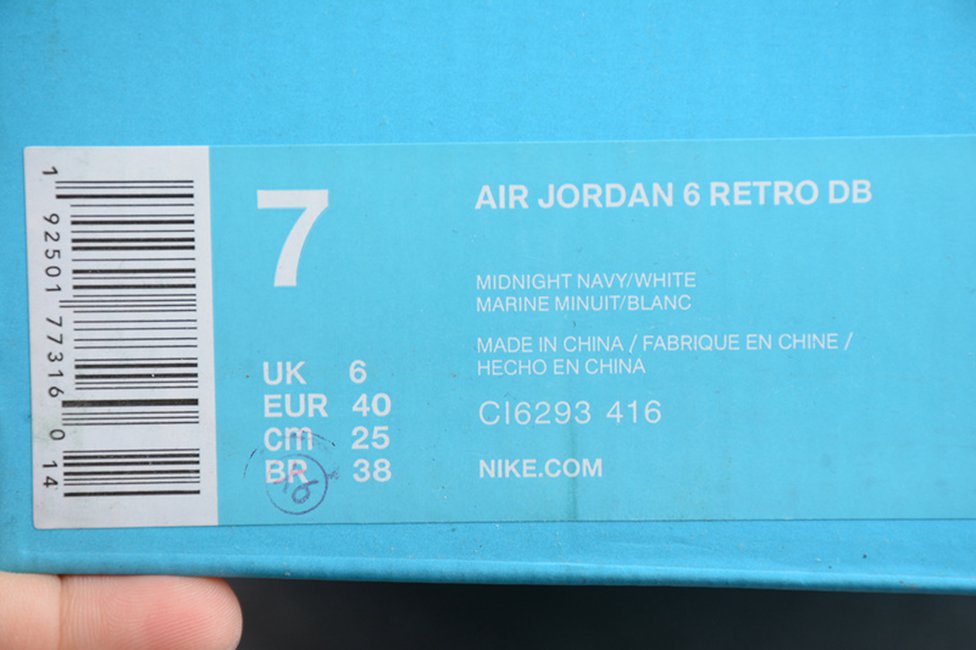 1 92501 77316 0 14
7
UK 6
EUR 40
cm 25
BR 38
AIR JORDAN 6 RETRO DB
MIDNIGHT NAVY/WHITE
MARINE MINUIT/BLANC
MADE IN CHINA / FABRIQUE EN CHINE /
HECHO EN CHINA
CI6293 416
NIKE.COM